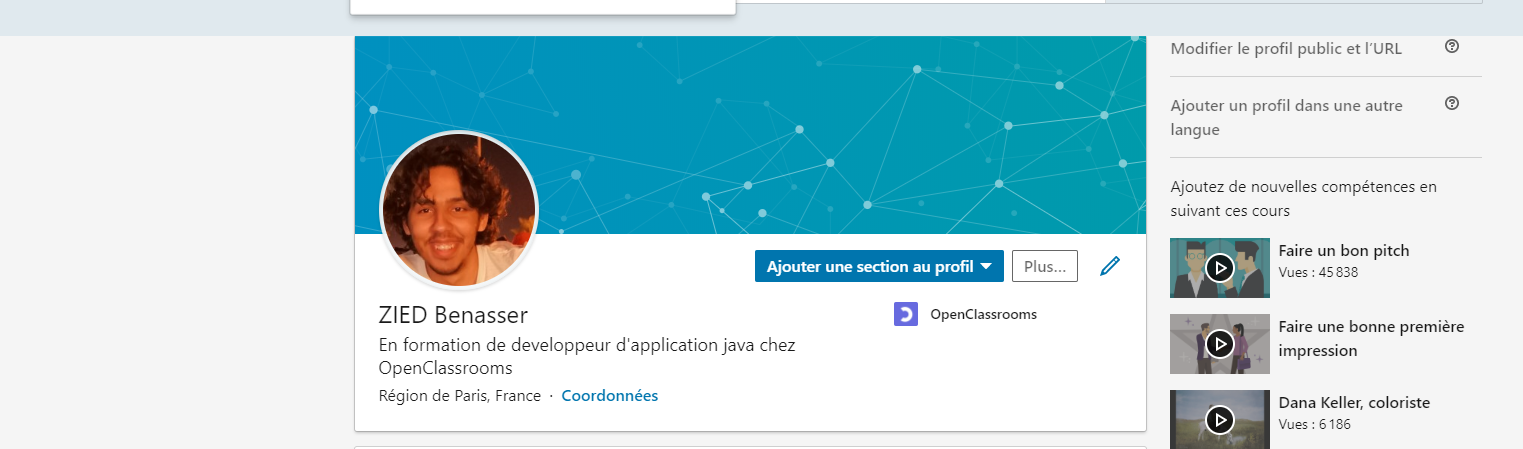 Modifier le profil public et l'URL
Ajouter un profil dans une autre
langue
Ajoutez de nouvelles compétences en
suivant ces cours
Faire un bon pitch
Vues : 45 838
Faire une bonne première
impression
Dana Keller, coloriste
Vues : 6 186
Ajouter une section au profil
Plus...
ZIED Benasser
OpenClassrooms
En formation de developpeur d'application java chez
OpenClassrooms
Région de Paris, France · Coordonnées